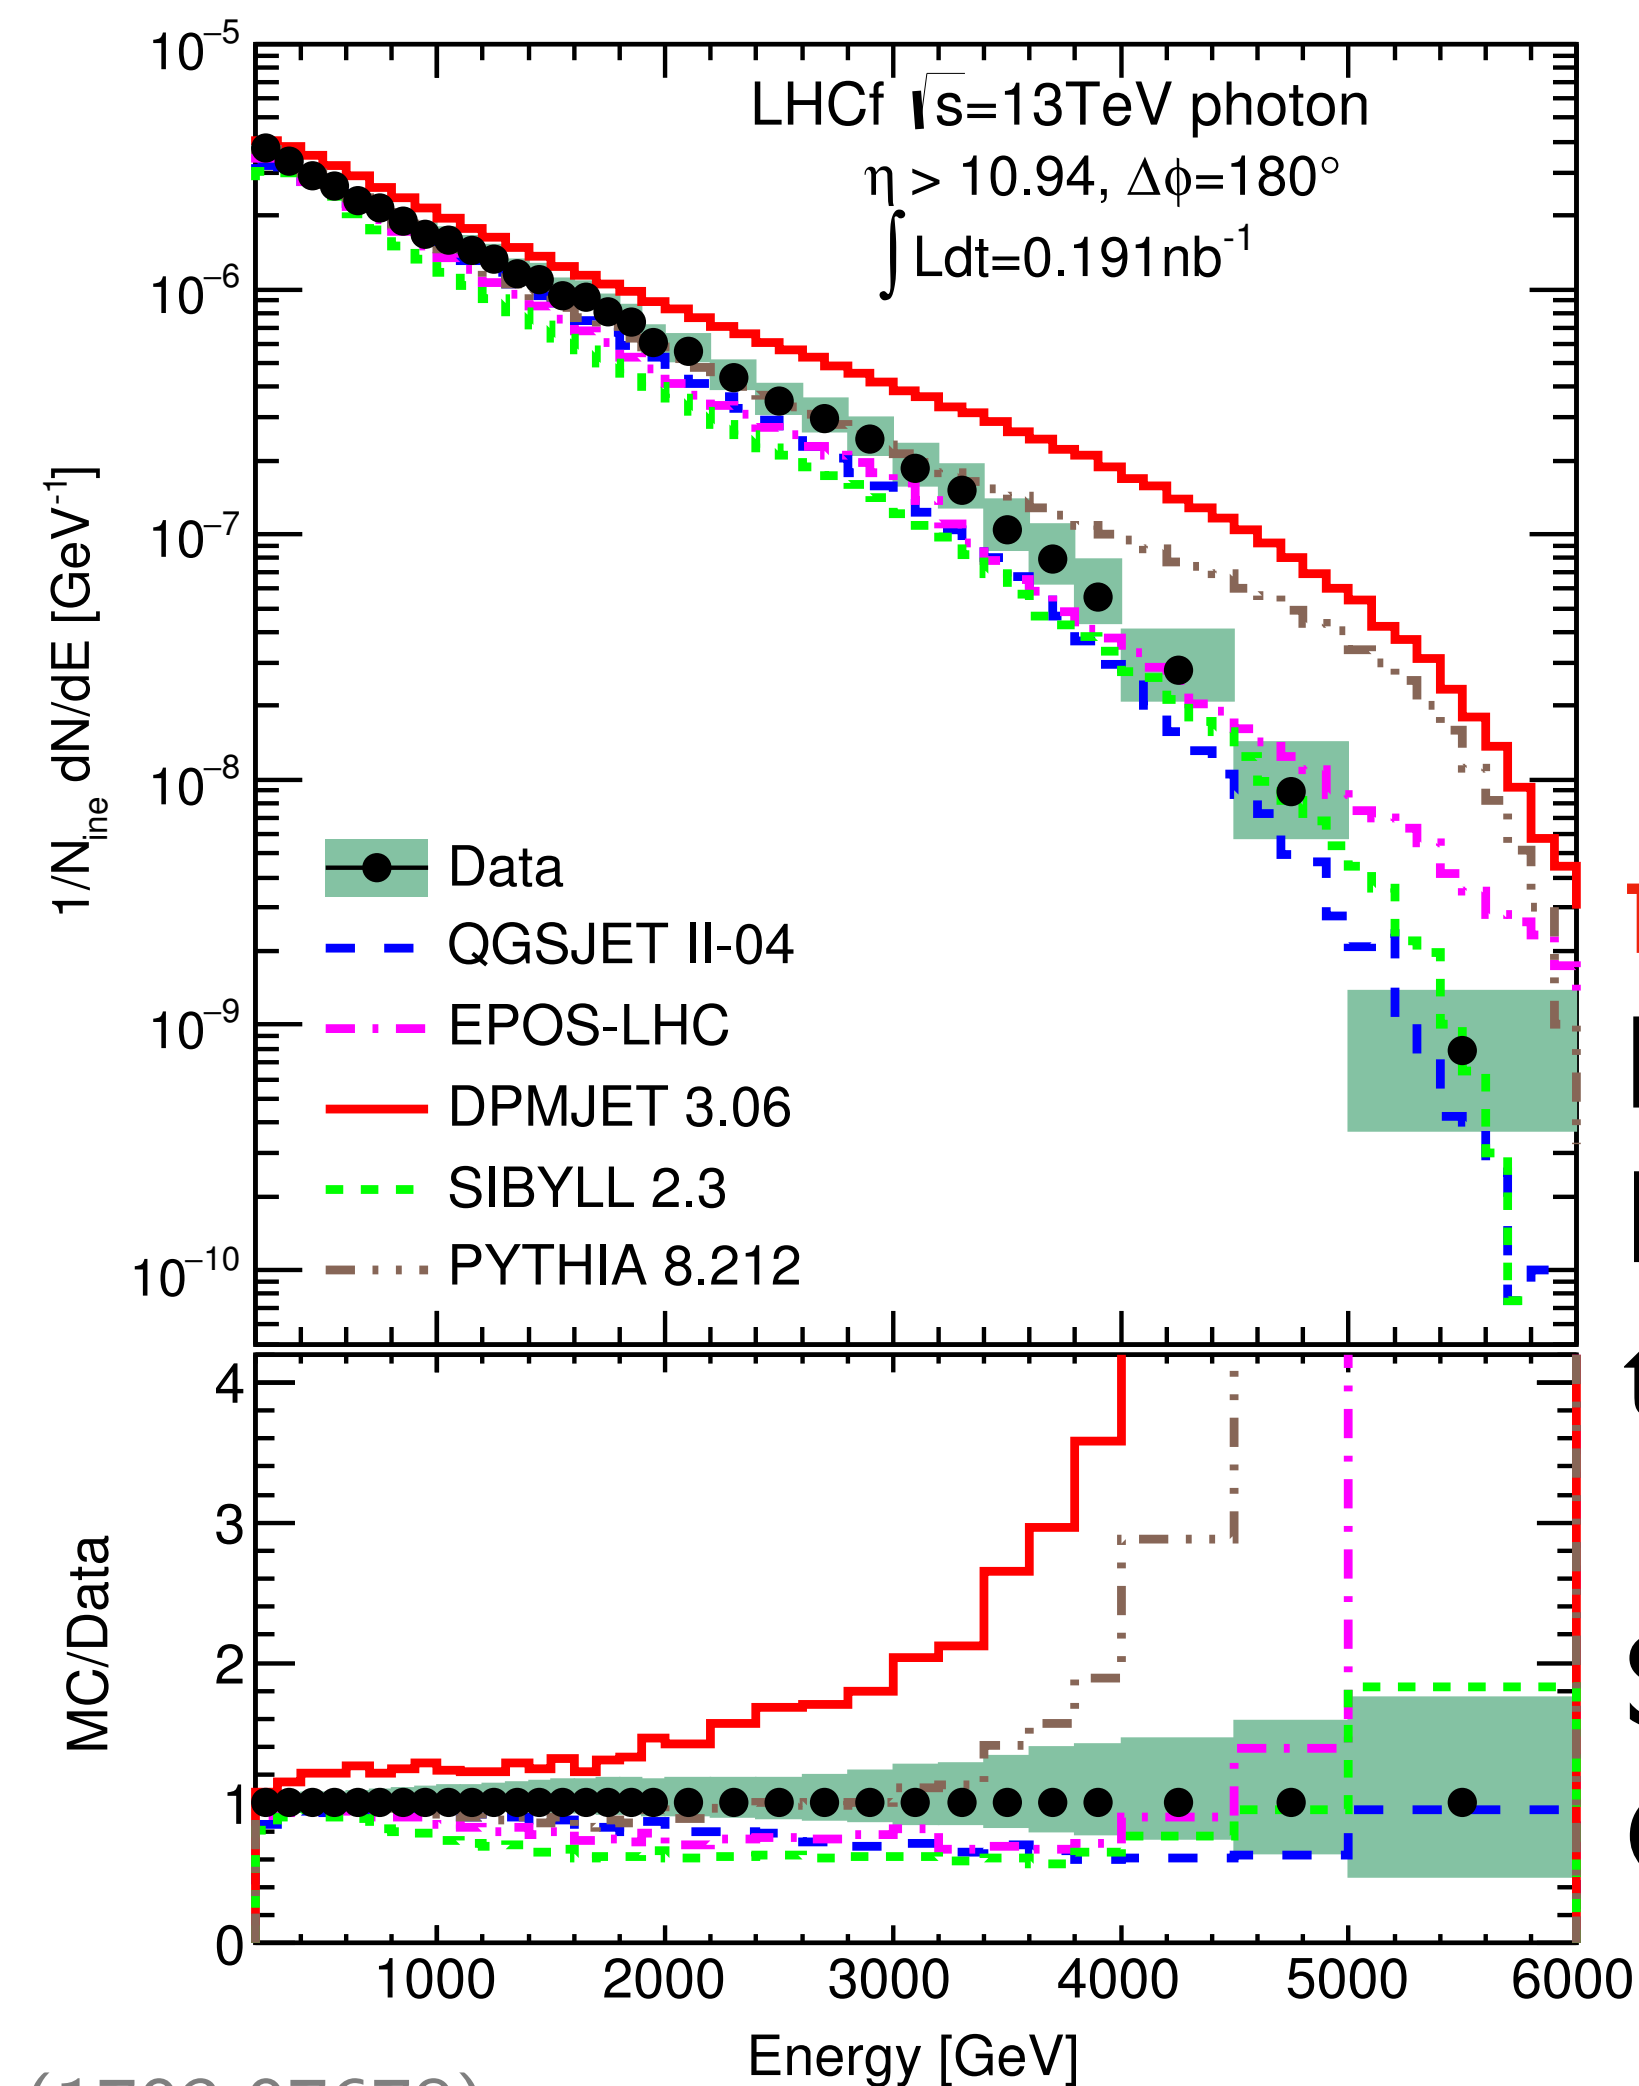 10⁻⁵
LHCf √s=13TeV photon
η > 10.94, Δϕ=180°
∫Ldt=0.191nb⁻¹
10⁻⁶
10⁻⁷
10⁻⁸
10⁻⁹
10⁻¹⁰
1/N_ine dN/dE [GeV⁻¹]
Data
QGSJET II-04
EPOS-LHC
DPMJET 3.06
SIBYLL 2.3
PYTHIA 8.212
4
3
2
1
0
MC/Data
1000 2000 3000 4000 5000 6000
Energy [GeV]